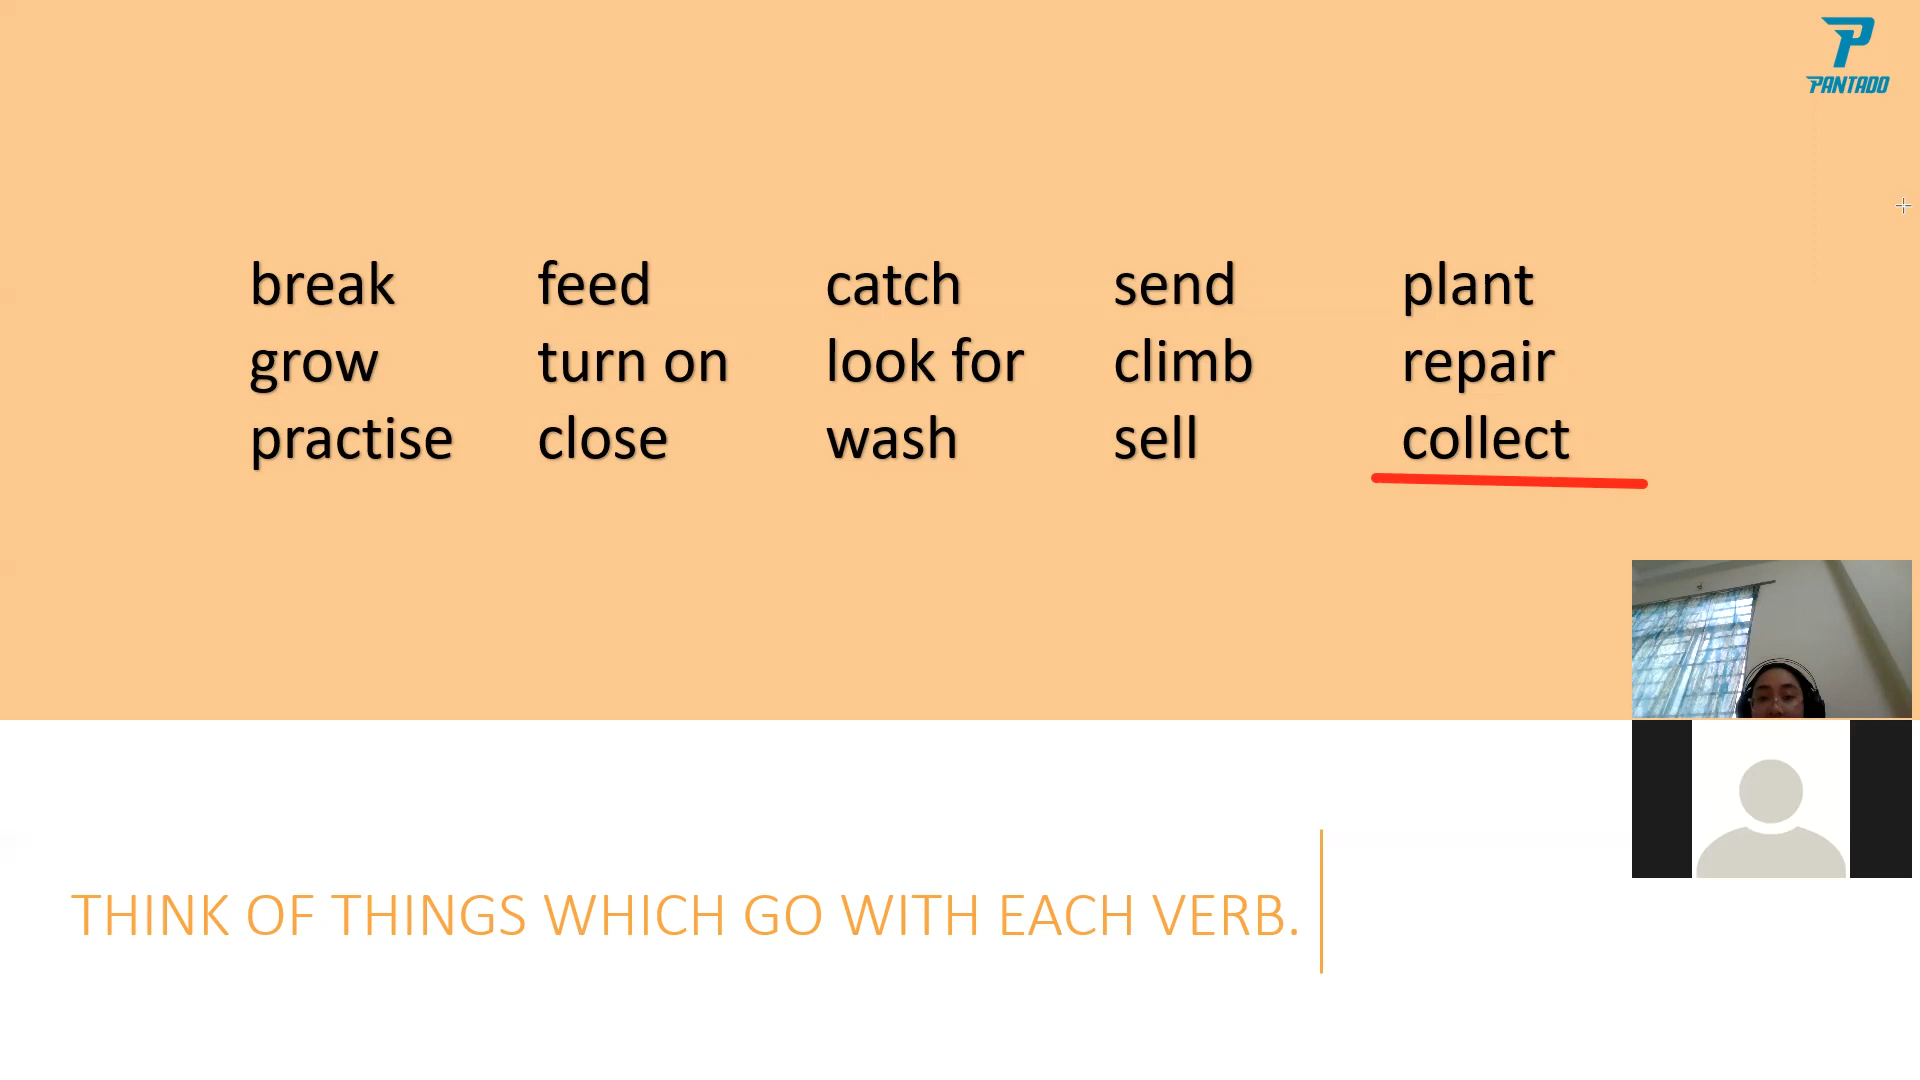 PANTADO
break feed catch send plant
grow turn on look for climb repair
practise close wash sell collect
THINK OF THINGS WHICH GO WITH EACH VERB.